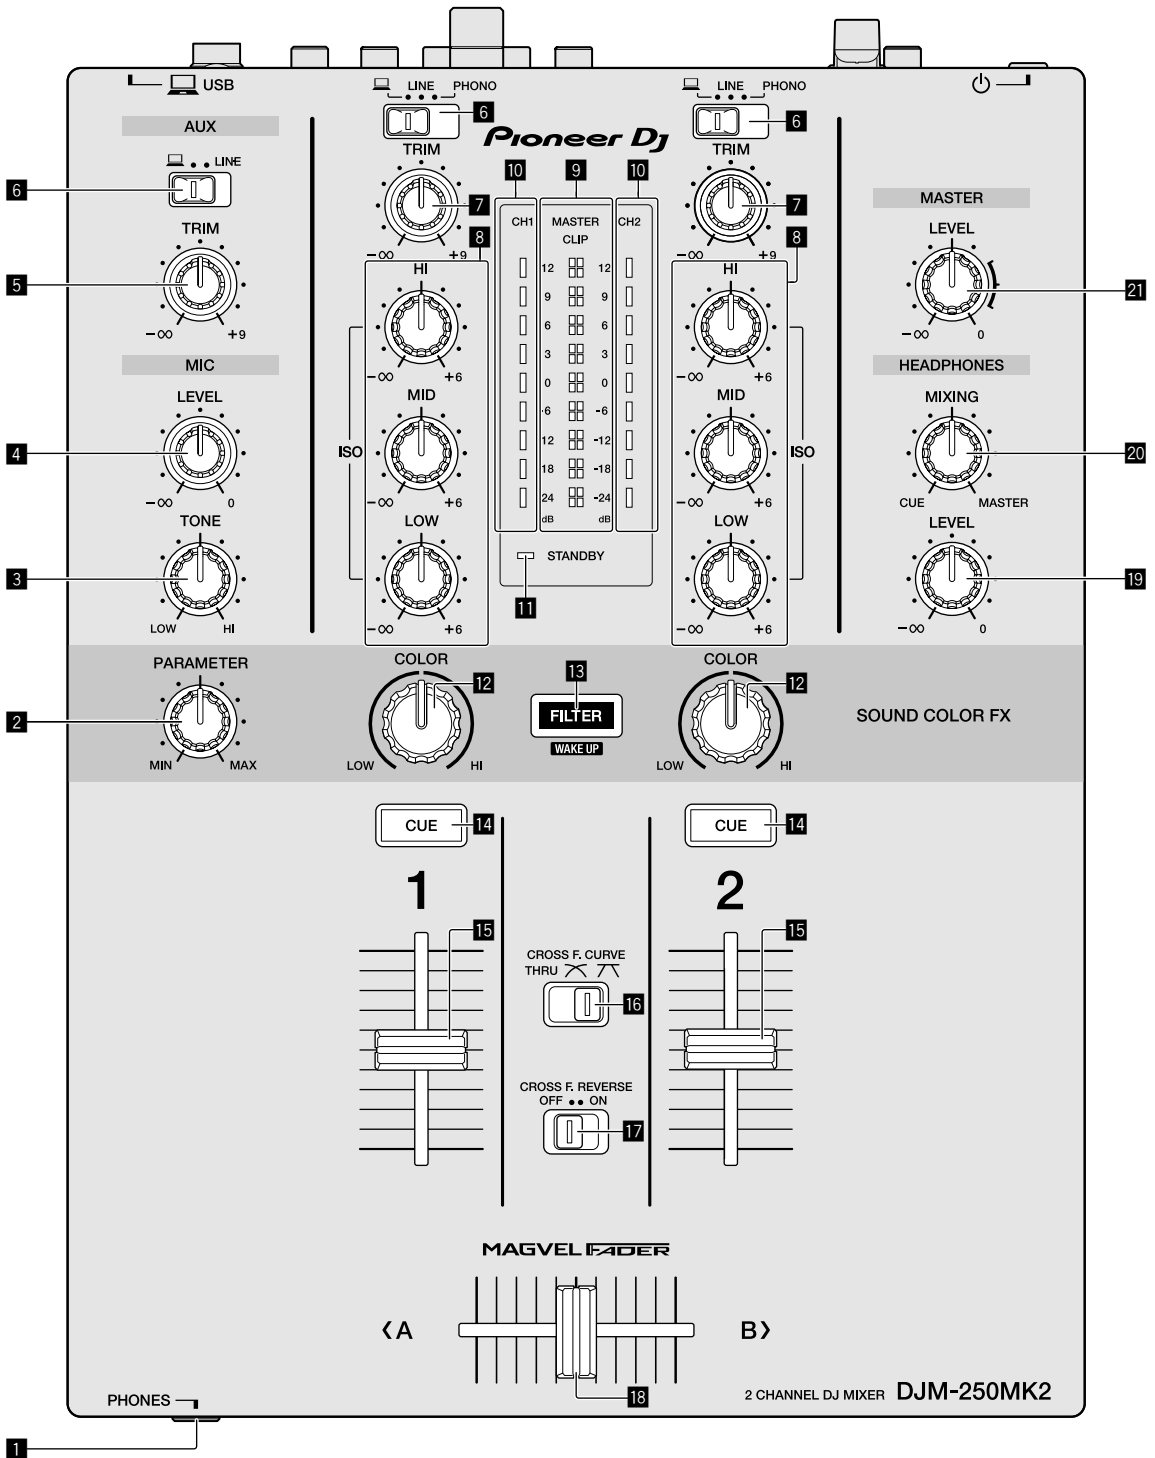 USB
LINE PHONO
6
LINE PHONO
6
AUX
LINE
6
Pioneer Dj
TRIM
7
TRIM
7
10 9 10
MASTER
LEVEL
21
-∞ 0
TRIM
5
-∞ +9
-∞ +9
8
-∞ +9
8
CH1 MASTER CH2
CLIP
12 12
9 9
6 6
3 3
0 0
-6 -6
12 -12
18 -18
24 -24
dB dB
STANDBY
11
HI
-∞ +6
MID
ISO
-∞ +6
LOW
-∞ +6
HI
-∞ +6
MID
ISO
-∞ +6
LOW
-∞ +6
MIC
LEVEL
4
-∞ 0
TONE
3
LOW HI
HEADPHONES
MIXING
20
CUE MASTER
LEVEL
19
-∞ 0
PARAMETER
2
MIN MAX
COLOR
12
LOW HI
13
FILTER
WAKE UP
COLOR
12
LOW HI
SOUND COLOR FX
CUE 14
CUE 14
1
2
15
15
CROSS F. CURVE
THRU
16
CROSS F. REVERSE
OFF ON
17
MAGVEL FADER
‹A B›
18
PHONES
1
2 CHANNEL DJ MIXER DJM-250MK2